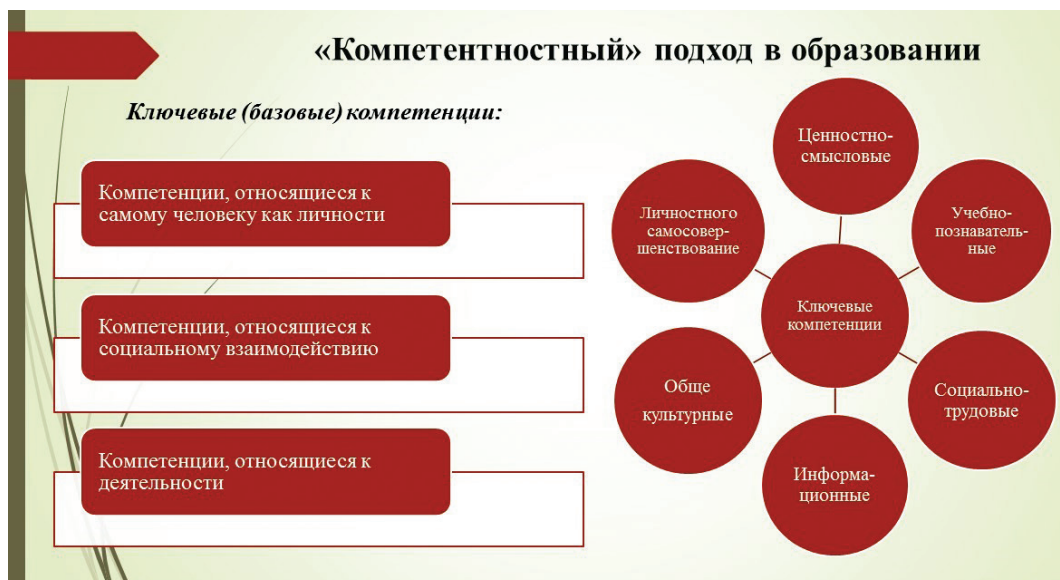 «Компетентностный» подход в образовании
Ключевые (базовые) компетенции:
Компетенции, относящиеся к
самому человеку как личности
Компетенции, относящиеся к
социальному взаимодействию
Компетенции, относящиеся к
деятельности
Ценностно-
смысловые
Учебно-
познаватель-
ные
Социально-
трудовые
Информа-
ционные
Обще
культурные
Личностного
самосовер-
шенствование
Ключевые
компетенции